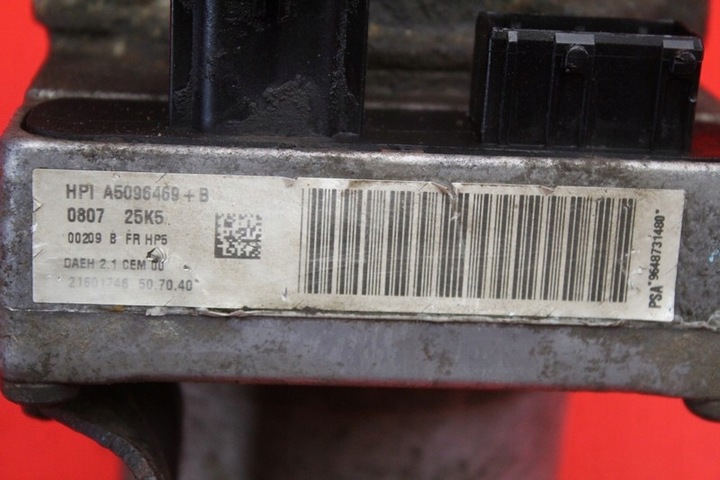 HPI A5096469+B
0807 25K5
00209 B FR HP5
DAEH 2.1 CEM 00
21601746 50.70.40
PSA*9648731480*